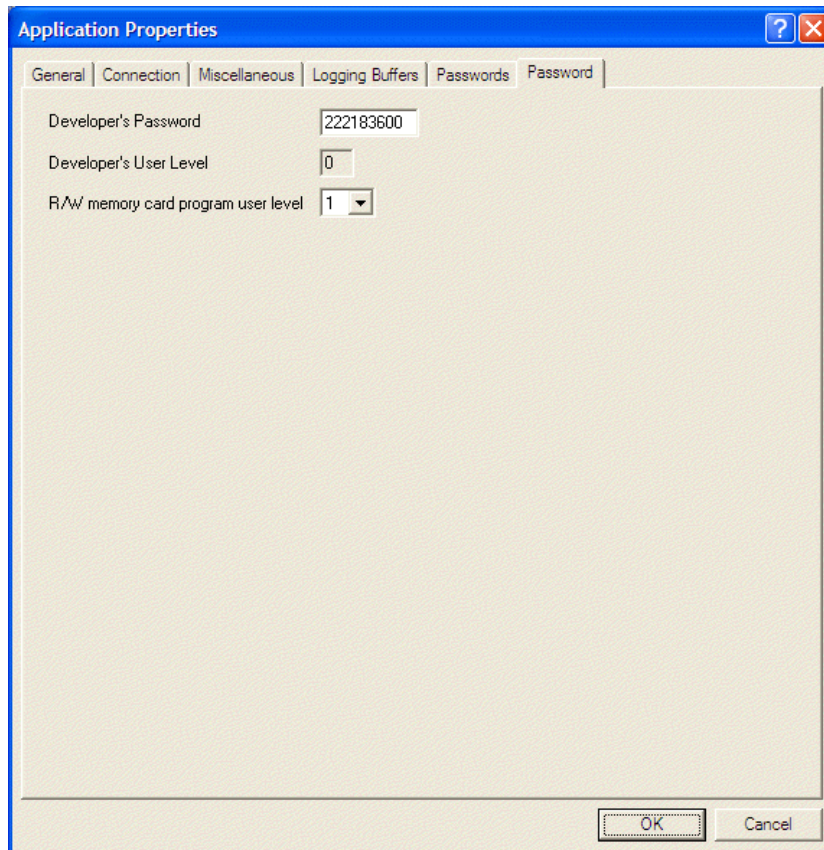 Application Properties
General Connection Miscellaneous Logging Buffers Passwords Password
Developer's Password 222183600
Developer's User Level 0
R/W memory card program user level 1
OK Cancel